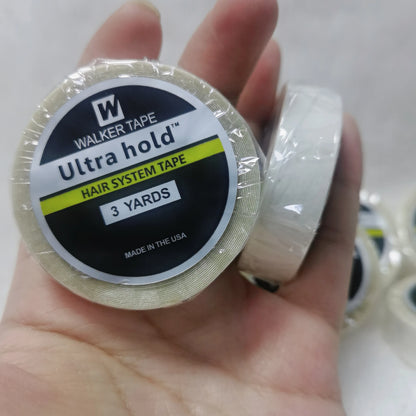 W
WALKER TAPE
Ultra hold™
HAIR SYSTEM TAPE
3 YARDS
MADE IN THE USA